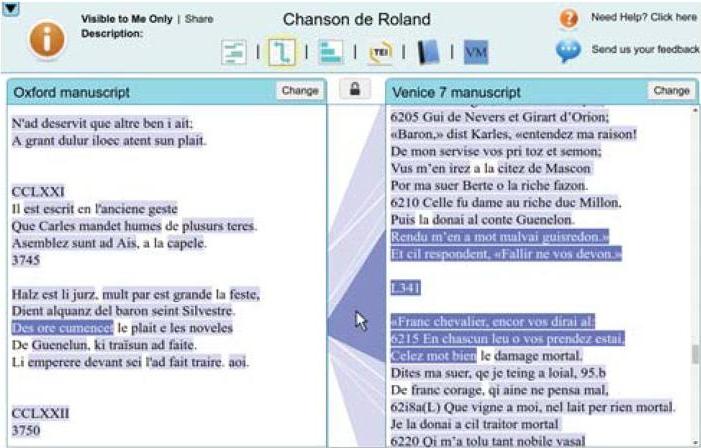 Visible to Me Only | Share
Description:
Chanson de Roland
TEI
VM
Need Help? Click here
Send us your feedback
Oxford manuscript
Change
N'ad deservit que altre ben i ait;
A grant dulur iloec atent sun plait.
CCLXXI
Il est escrit en l'anciene geste
Que Carles mandet humes de plusurs teres.
Asemblez sunt ad Ais, a la capele.
3745
Halz est li jurz, mult par est grande la feste,
Dient alquanz del baron seint Silvestre.
Des ore cumencet le plait e les noveles
De Guenelun, ki traïsun ad faite.
Li emperere devant sei l'ad fait traire. aoi.
CCLXXII
3750
Venice 7 manuscript
Change
6205 Gui de Nevers et Girart d'Orion;
«Baron,» dist Karles, «entendez ma raison!
De mon servise vos pri toz et semon;
Vus m'en irez a la citez de Mascon
Por ma suer Berte o la riche fazon.
6210 Celle fu dame au riche duc Millon,
Puis la donai al conte Guenelon.
Rendu m'en a mot malvai guisredon.»
Et cil respondent, «Fallir ne vos devon.»
L341
«Franc chevalier, encor vos dirai al:
6215 En chascun leu o vos prendez estai,
Celez mot bien le damage mortal.
Dites ma suer, qe je teing a loial, 95.b
De franc corage, qi aine ne pensa mal,
62i8a(L) Que vigne a moi, nel lait per rien mortal.
Je la donai a cil traitor mortal
6220 Qi m'a tolu tant nobile vasal